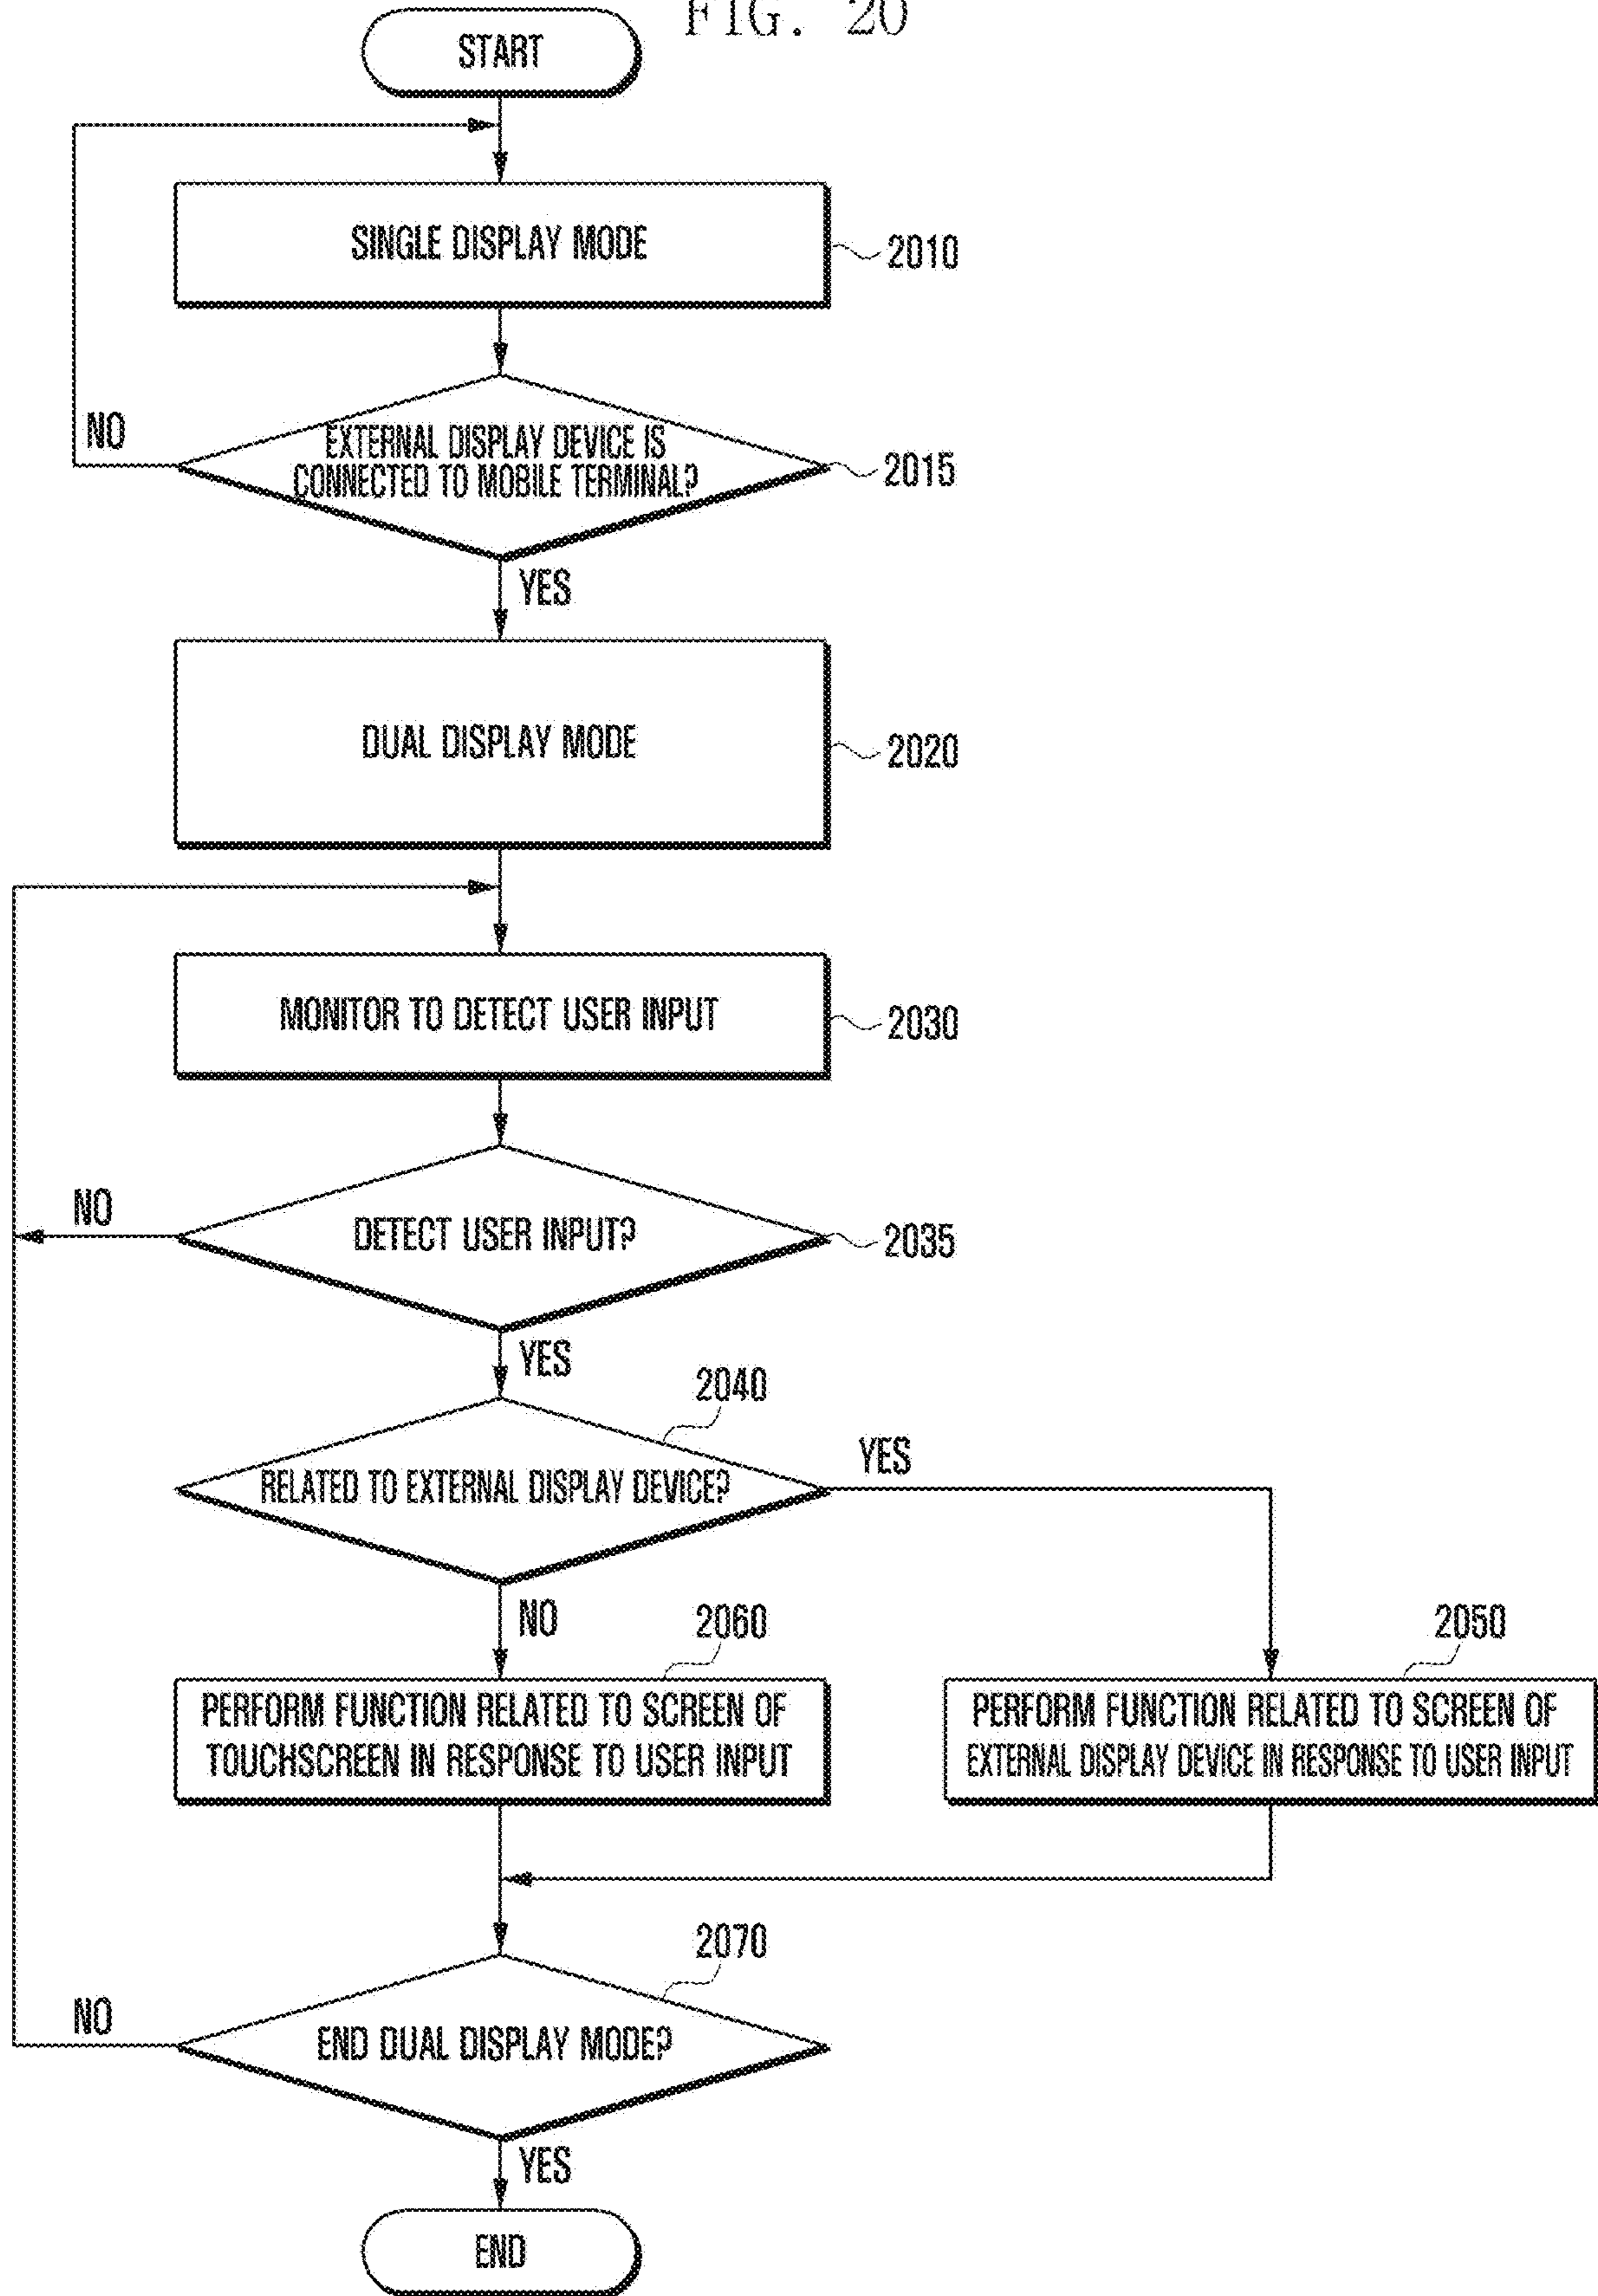 FIG. 20
START
SINGLE DISPLAY MODE
2010
NO
EXTERNAL DISPLAY DEVICE IS
CONNECTED TO MOBILE TERMINAL?
2015
YES
DUAL DISPLAY MODE
2020
MONITOR TO DETECT USER INPUT
2030
NO
DETECT USER INPUT?
2035
YES
2040
RELATED TO EXTERNAL DISPLAY DEVICE?
YES
NO
2060
2050
PERFORM FUNCTION RELATED TO SCREEN OF
TOUCHSCREEN IN RESPONSE TO USER INPUT
PERFORM FUNCTION RELATED TO SCREEN OF
EXTERNAL DISPLAY DEVICE IN RESPONSE TO USER INPUT
2070
NO
END DUAL DISPLAY MODE?
YES
END